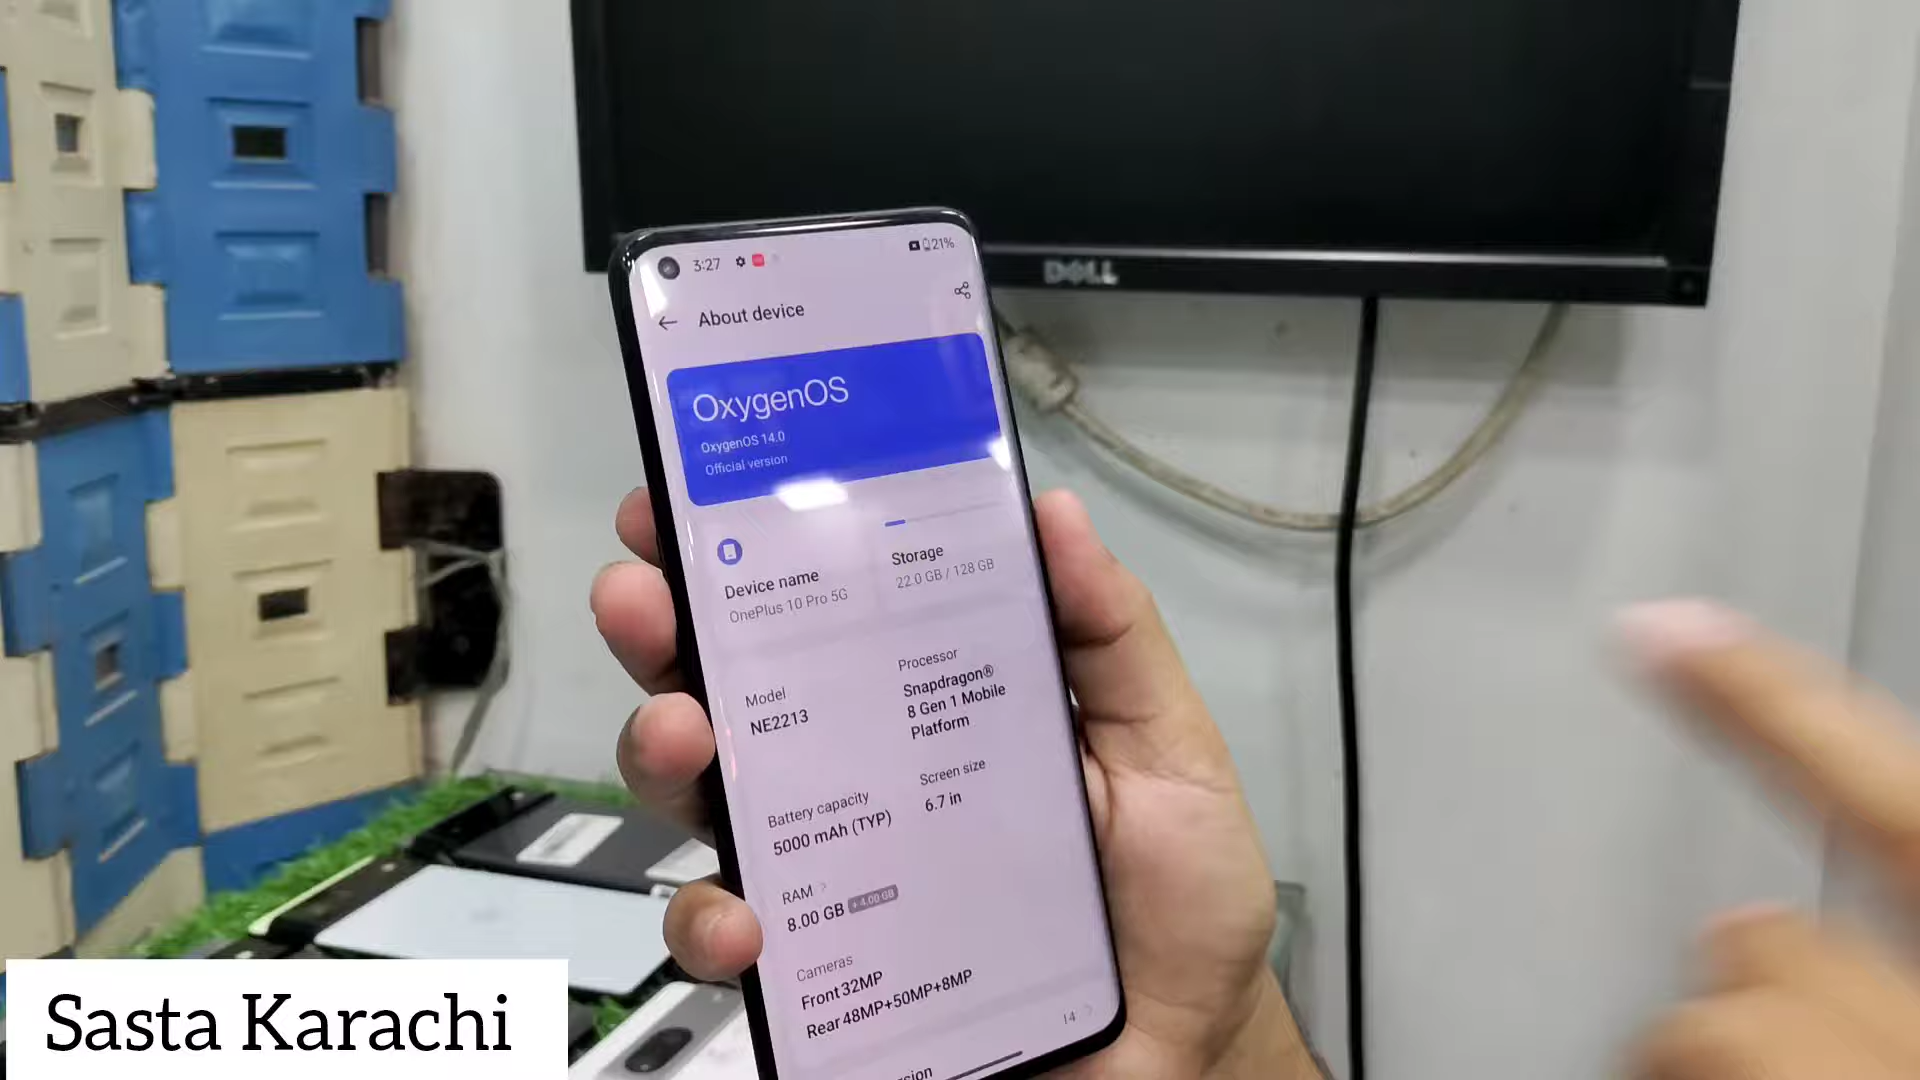 DELL
3:27
21%
About device
OxygenOS
OxygenOS 14.0
Official version
Device name
OnePlus 10 Pro 5G
Storage
22.0 GB / 128 GB
Model
NE2213
Processor
Snapdragon®
8 Gen 1 Mobile
Platform
Battery capacity
5000 mAh (TYP)
Screen size
6.7 in
RAM
8.00 GB + 4.00 GB
Cameras
Front 32MP
Rear 48MP+50MP+8MP
14
Sasta Karachi